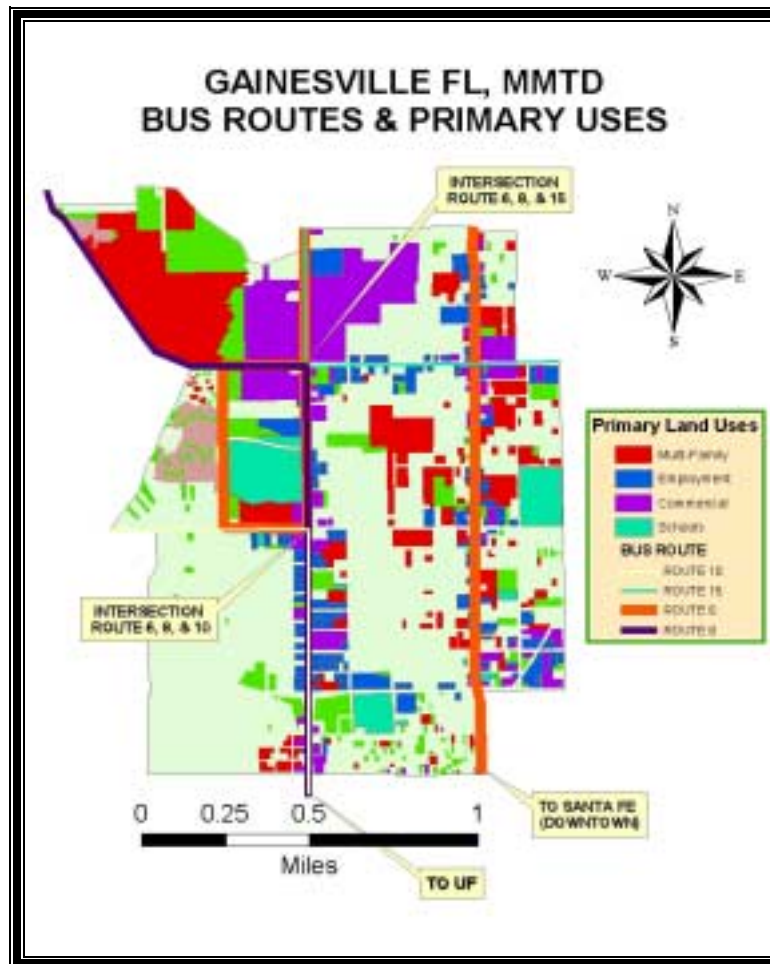 GAINESVILLE FL, MMTD
BUS ROUTES & PRIMARY USES
INTERSECTION
ROUTE 6, 8, & 15
N
W
E
S
Primary Land Uses
Multi-Family
Employment
Commercial
Schools
BUS ROUTE
ROUTE 10
ROUTE 15
ROUTE 6
ROUTE 8
INTERSECTION
ROUTE 6, 8, & 10
TO SANTA FE
(DOWNTOWN)
0 0.25 0.5 1
Miles
TO UF